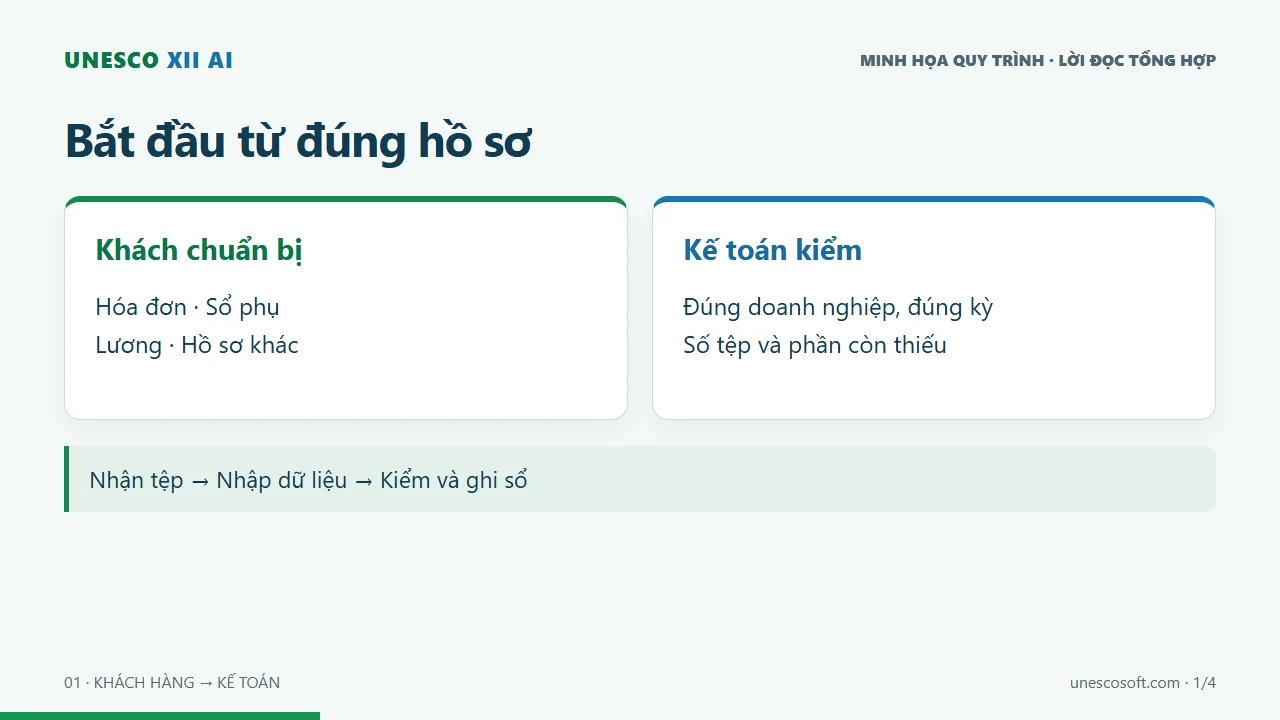 UNESCO XII AI
MINH HỌA QUY TRÌNH · LỜI ĐỌC TỔNG HỢP
Bắt đầu từ đúng hồ sơ
Khách chuẩn bị
Hóa đơn · Sổ phụ
Lương · Hồ sơ khác
Kế toán kiểm
Đúng doanh nghiệp, đúng kỳ
Số tệp và phần còn thiếu
Nhận tệp → Nhập dữ liệu → Kiểm và ghi sổ
01 · KHÁCH HÀNG → KẾ TOÁN
unescosoft.com · 1/4